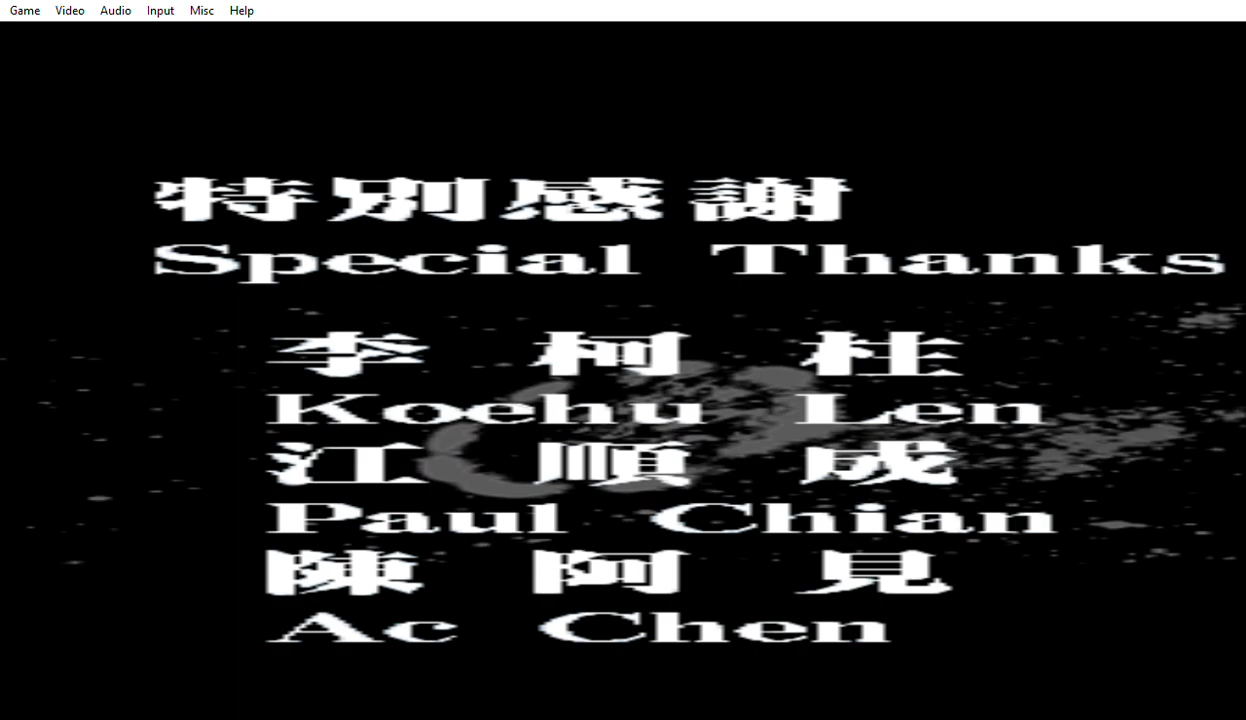 Game Video Audio Input Misc Help
特別感謝
Special Thanks
李柯桂
Koehu Len
江順成
Paul Chian
陳阿見
Ac Chen